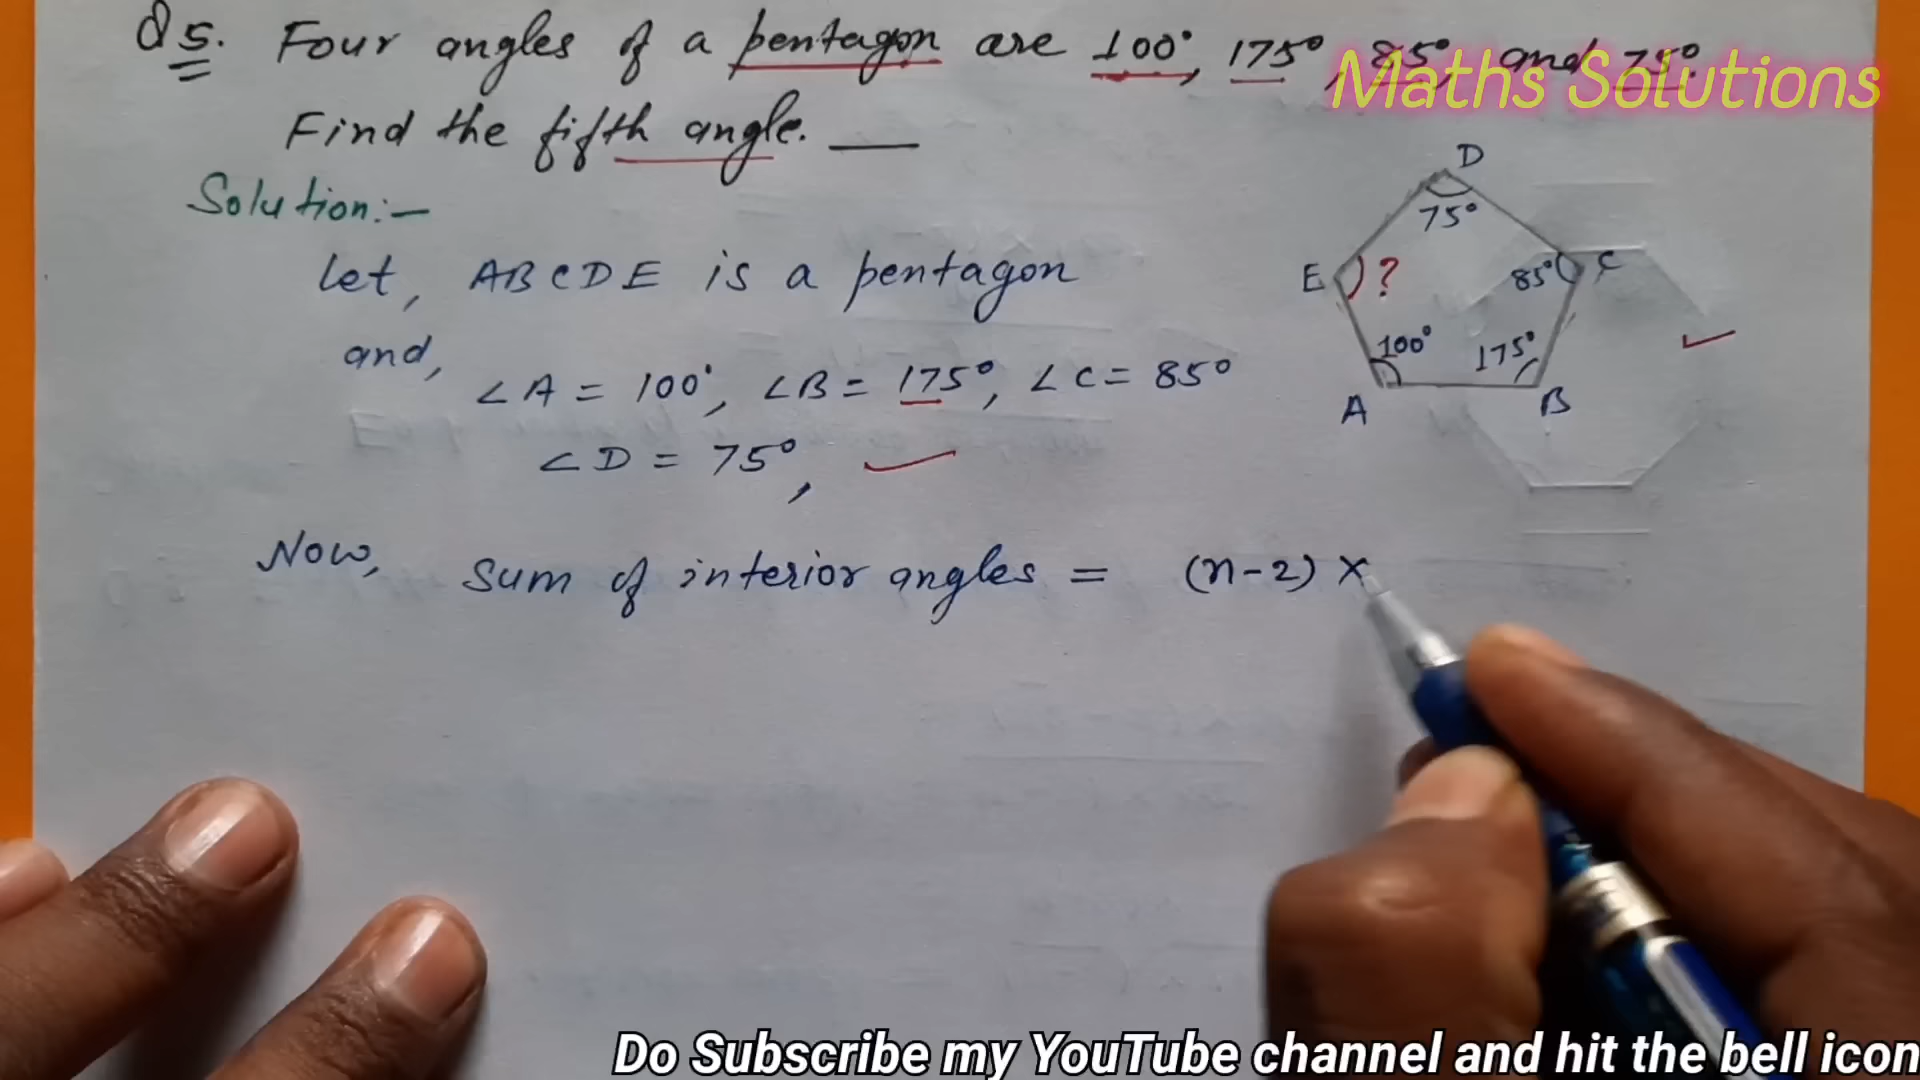 Q5. Four angles of a pentagon are 100°, 175°, 85°, and 75°.
Maths Solutions
Find the fifth angle.
Solution:-
Let, ABCDE is a pentagon
and,
∠A = 100°, ∠B = 175°, ∠C = 85°
∠D = 75°,
D
75°
E ?
85° C
100° 175°
A B
Now, Sum of interior angles = (n-2) ×
Do Subscribe my YouTube channel and hit the bell icon